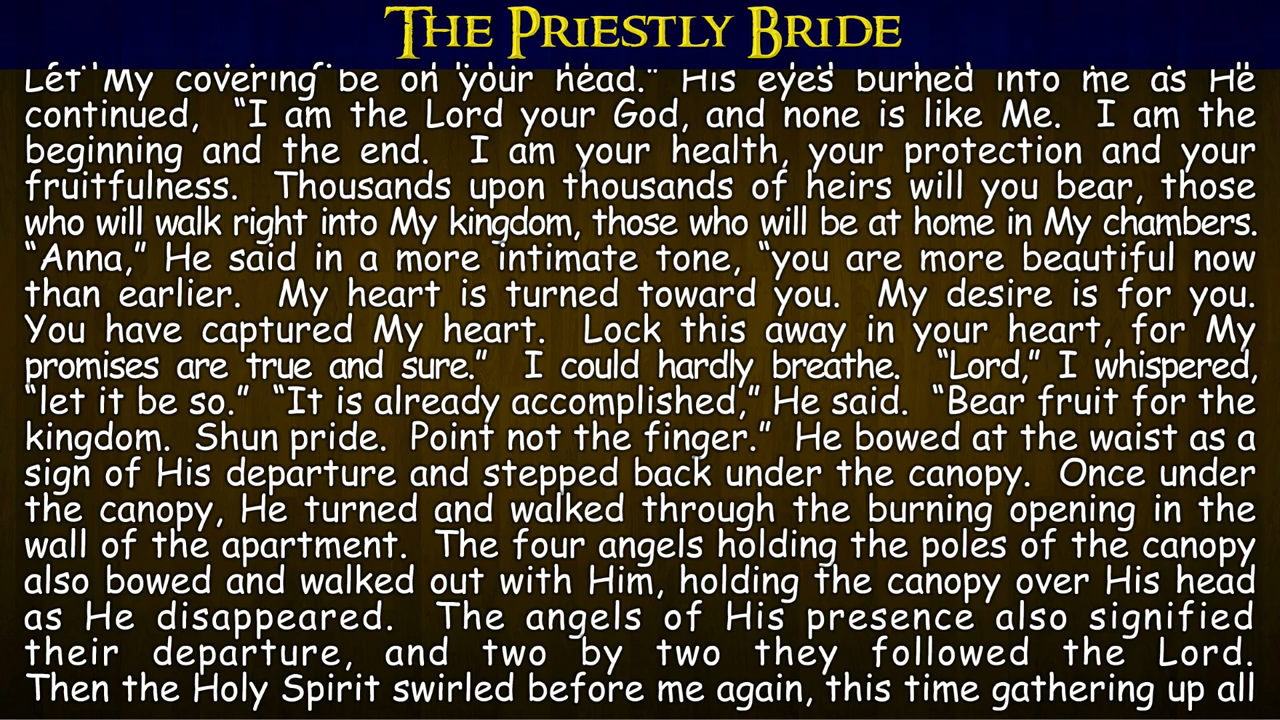 The Priestly Bride
Let My covering be on your head.” His eyes burned into me as He
continued, “I am the Lord your God, and none is like Me. I am the
beginning and the end. I am your health, your protection and your
fruitfulness. Thousands upon thousands of heirs will you bear, those
who will walk right into My kingdom, those who will be at home in My chambers.
“Anna,” He said in a more intimate tone, “you are more beautiful now
than earlier. My heart is turned toward you. My desire is for you.
You have captured My heart. Lock this away in your heart, for My
promises are true and sure.” I could hardly breathe. “Lord,” I whispered,
“let it be so.” “It is already accomplished,” He said. “Bear fruit for the
kingdom. Shun pride. Point not the finger.” He bowed at the waist as a
sign of His departure and stepped back under the canopy. Once under
the canopy, He turned and walked through the burning opening in the
wall of the apartment. The four angels holding the poles of the canopy
also bowed and walked out with Him, holding the canopy over His head
as He disappeared. The angels of His presence also signified
their departure, and two by two they followed the Lord.
Then the Holy Spirit swirled before me again, this time gathering up all